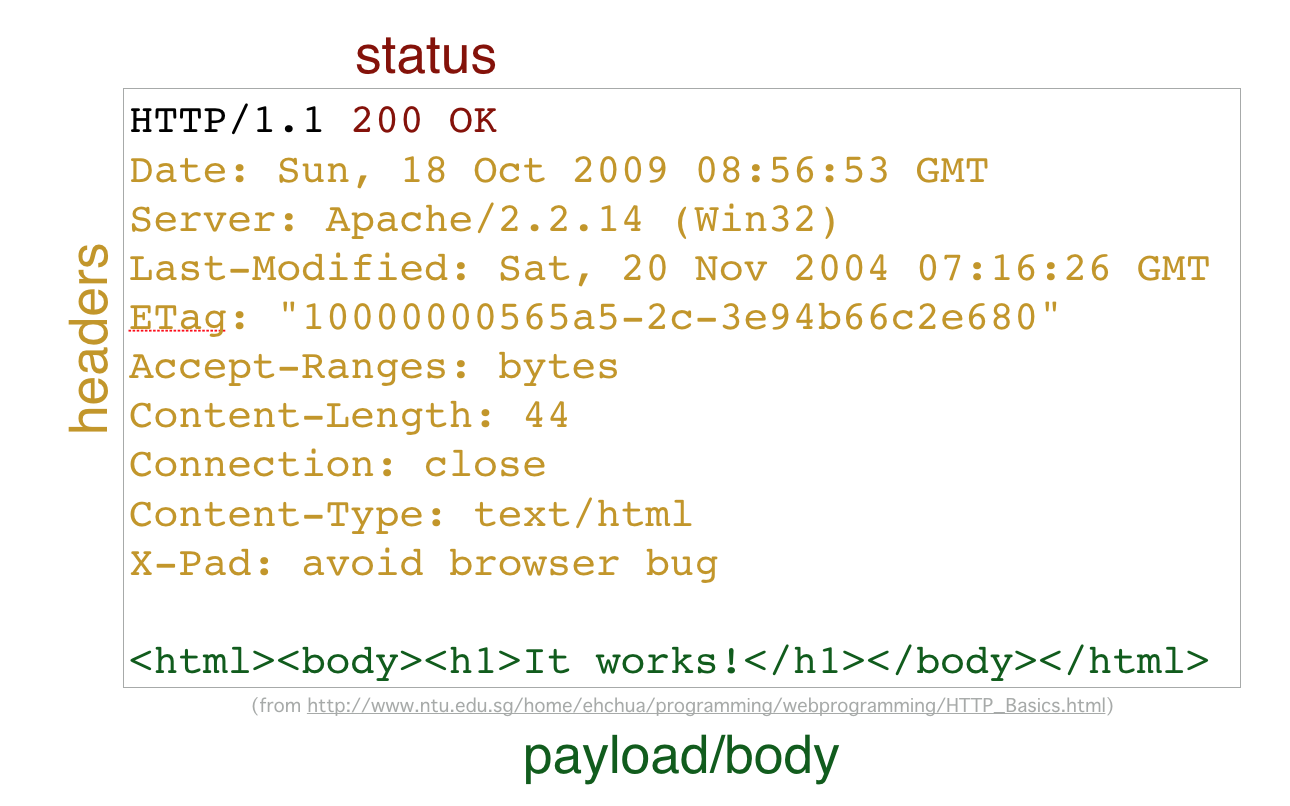 status
HTTP/1.1 200 OK
Date: Sun, 18 Oct 2009 08:56:53 GMT
Server: Apache/2.2.14 (Win32)
Last-Modified: Sat, 20 Nov 2004 07:16:26 GMT
ETag: "10000000565a5-2c-3e94b66c2e680"
Accept-Ranges: bytes
Content-Length: 44
Connection: close
Content-Type: text/html
X-Pad: avoid browser bug
headers
<html><body><h1>It works!</h1></body></html>
(from http://www.ntu.edu.sg/home/ehchua/programming/webprogramming/HTTP_Basics.html)
payload/body